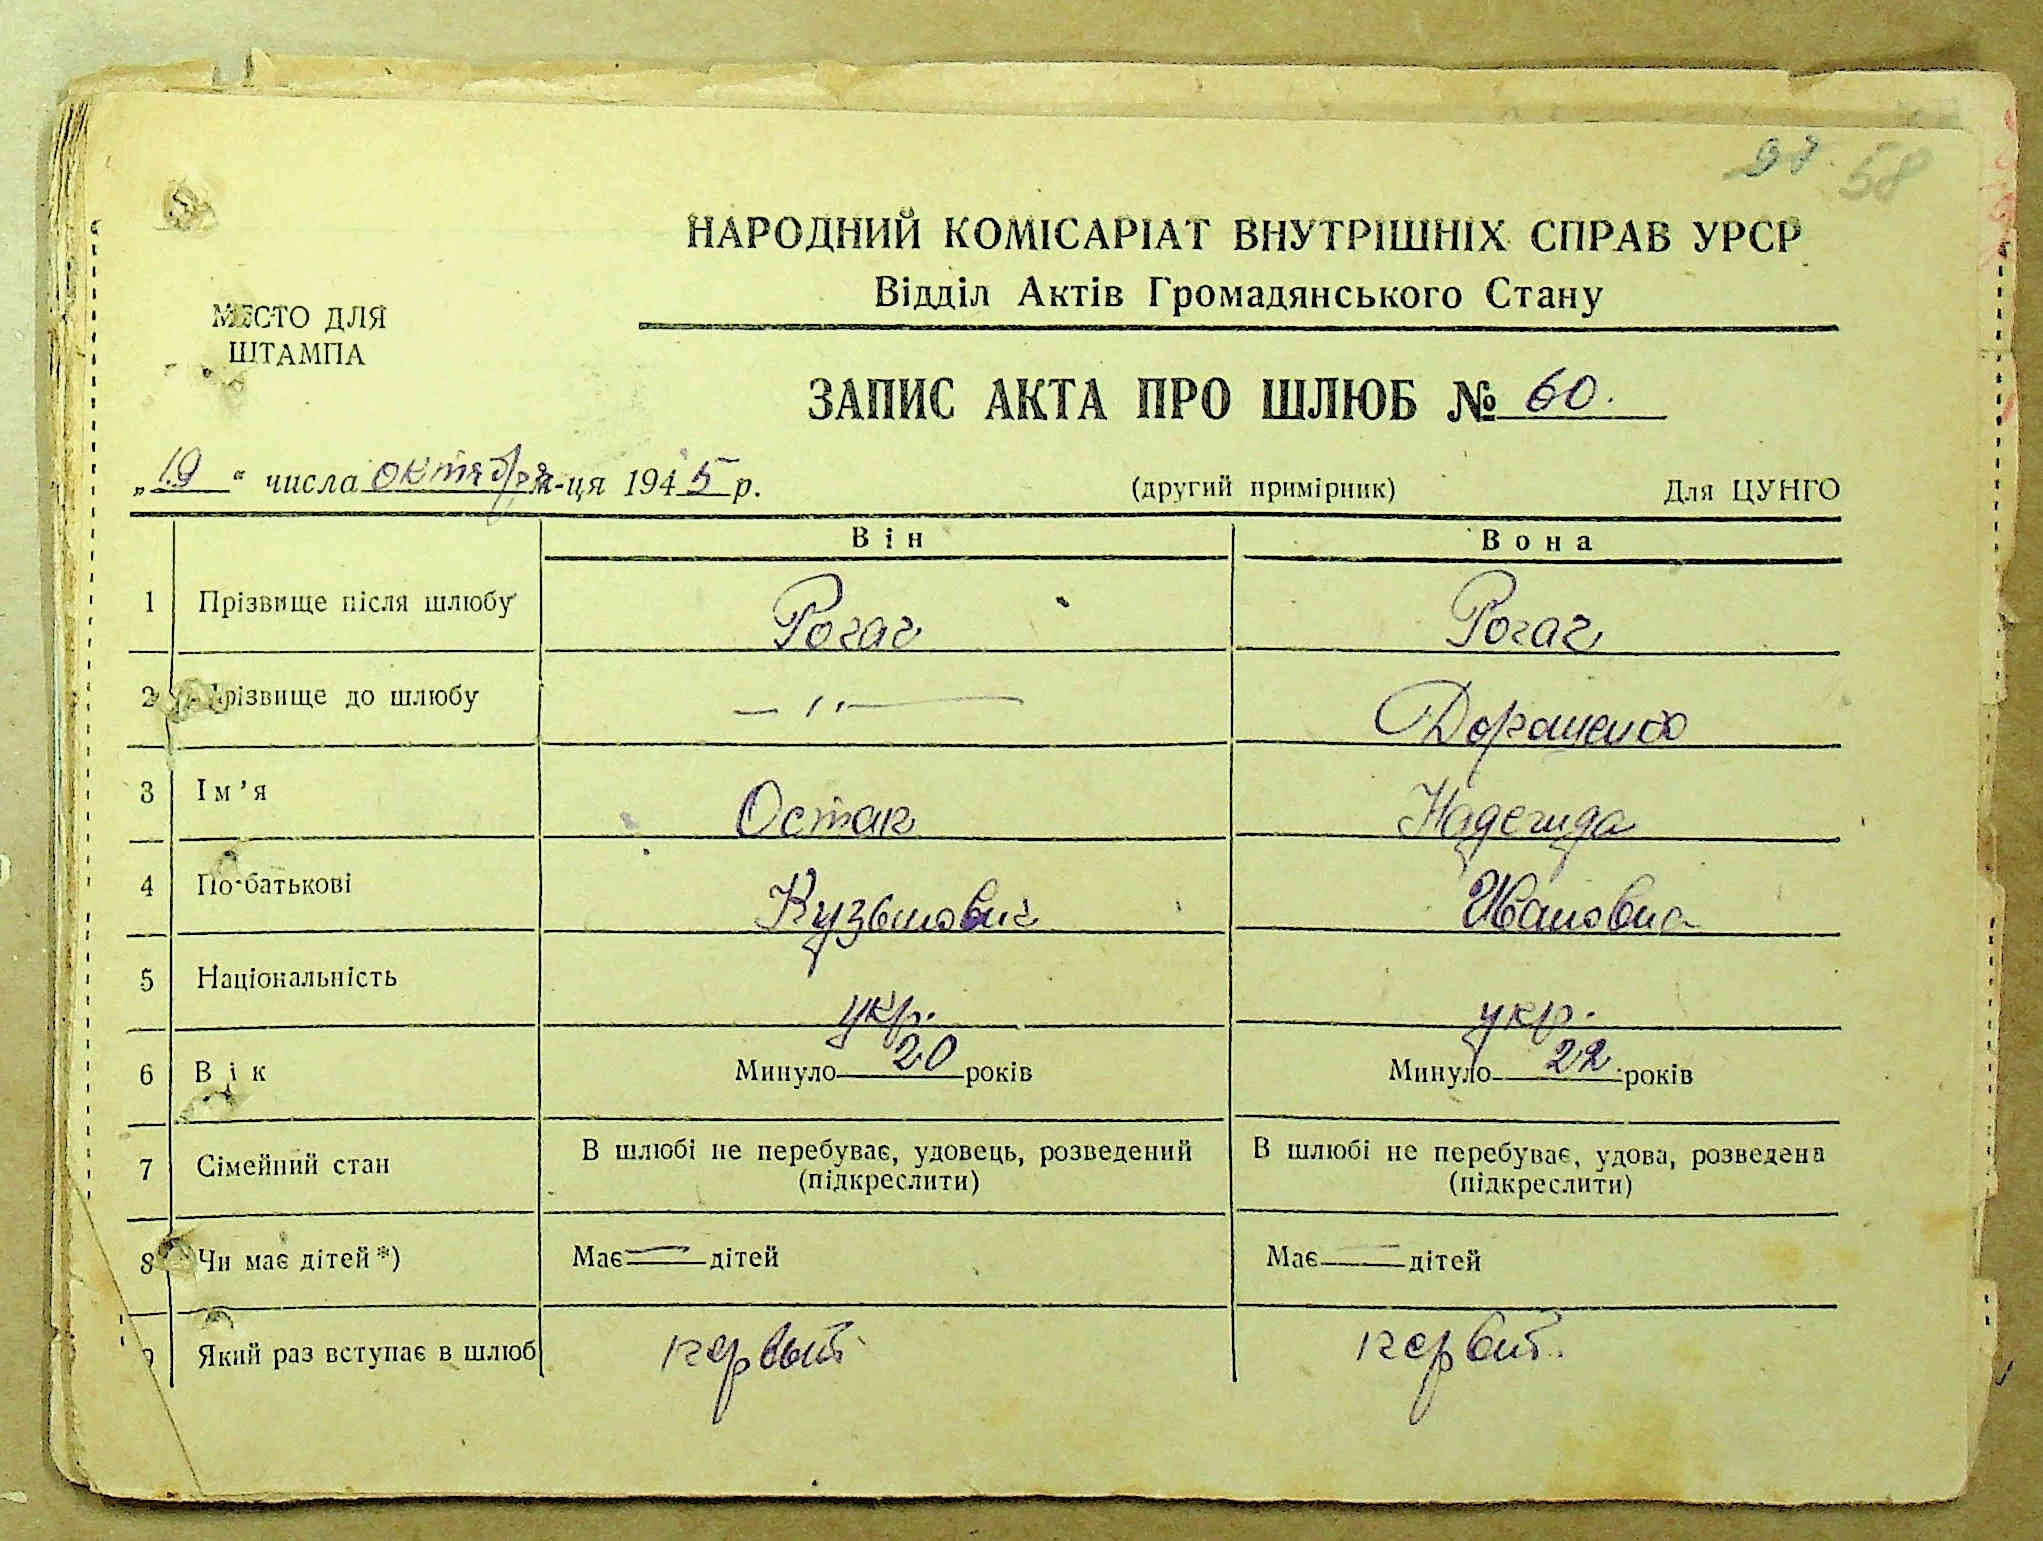 97 58
НАРОДНИЙ КОМІСАРІАТ ВНУТРІШНІХ СПРАВ УРСР
Відділ Актів Громадянського Стану
МЕСТО ДЛЯ
ШТАМПА
ЗАПИС АКТА ПРО ШЛЮБ № 60.
„19" числа октября м-ця 1945 р. (другий примірник) Для ЦУНГО
Він Вона
1 Прізвище після шлюбу Рогач Рогач
2 Прізвище до шлюбу — ,, — Дорошенко
3 Ім'я Остап Надежда
4 По-батькові Кузьмович Ивановна
5 Національність укр. укр.
6 Вік Минуло 20 років Минуло 22 років
7 Сімейний стан В шлюбі не перебуває, удовець, розведений (підкреслити) В шлюбі не перебуває, удова, розведена (підкреслити)
8 Чи має дітей *) Має — дітей Має — дітей
9 Який раз вступає в шлюб первый первый.